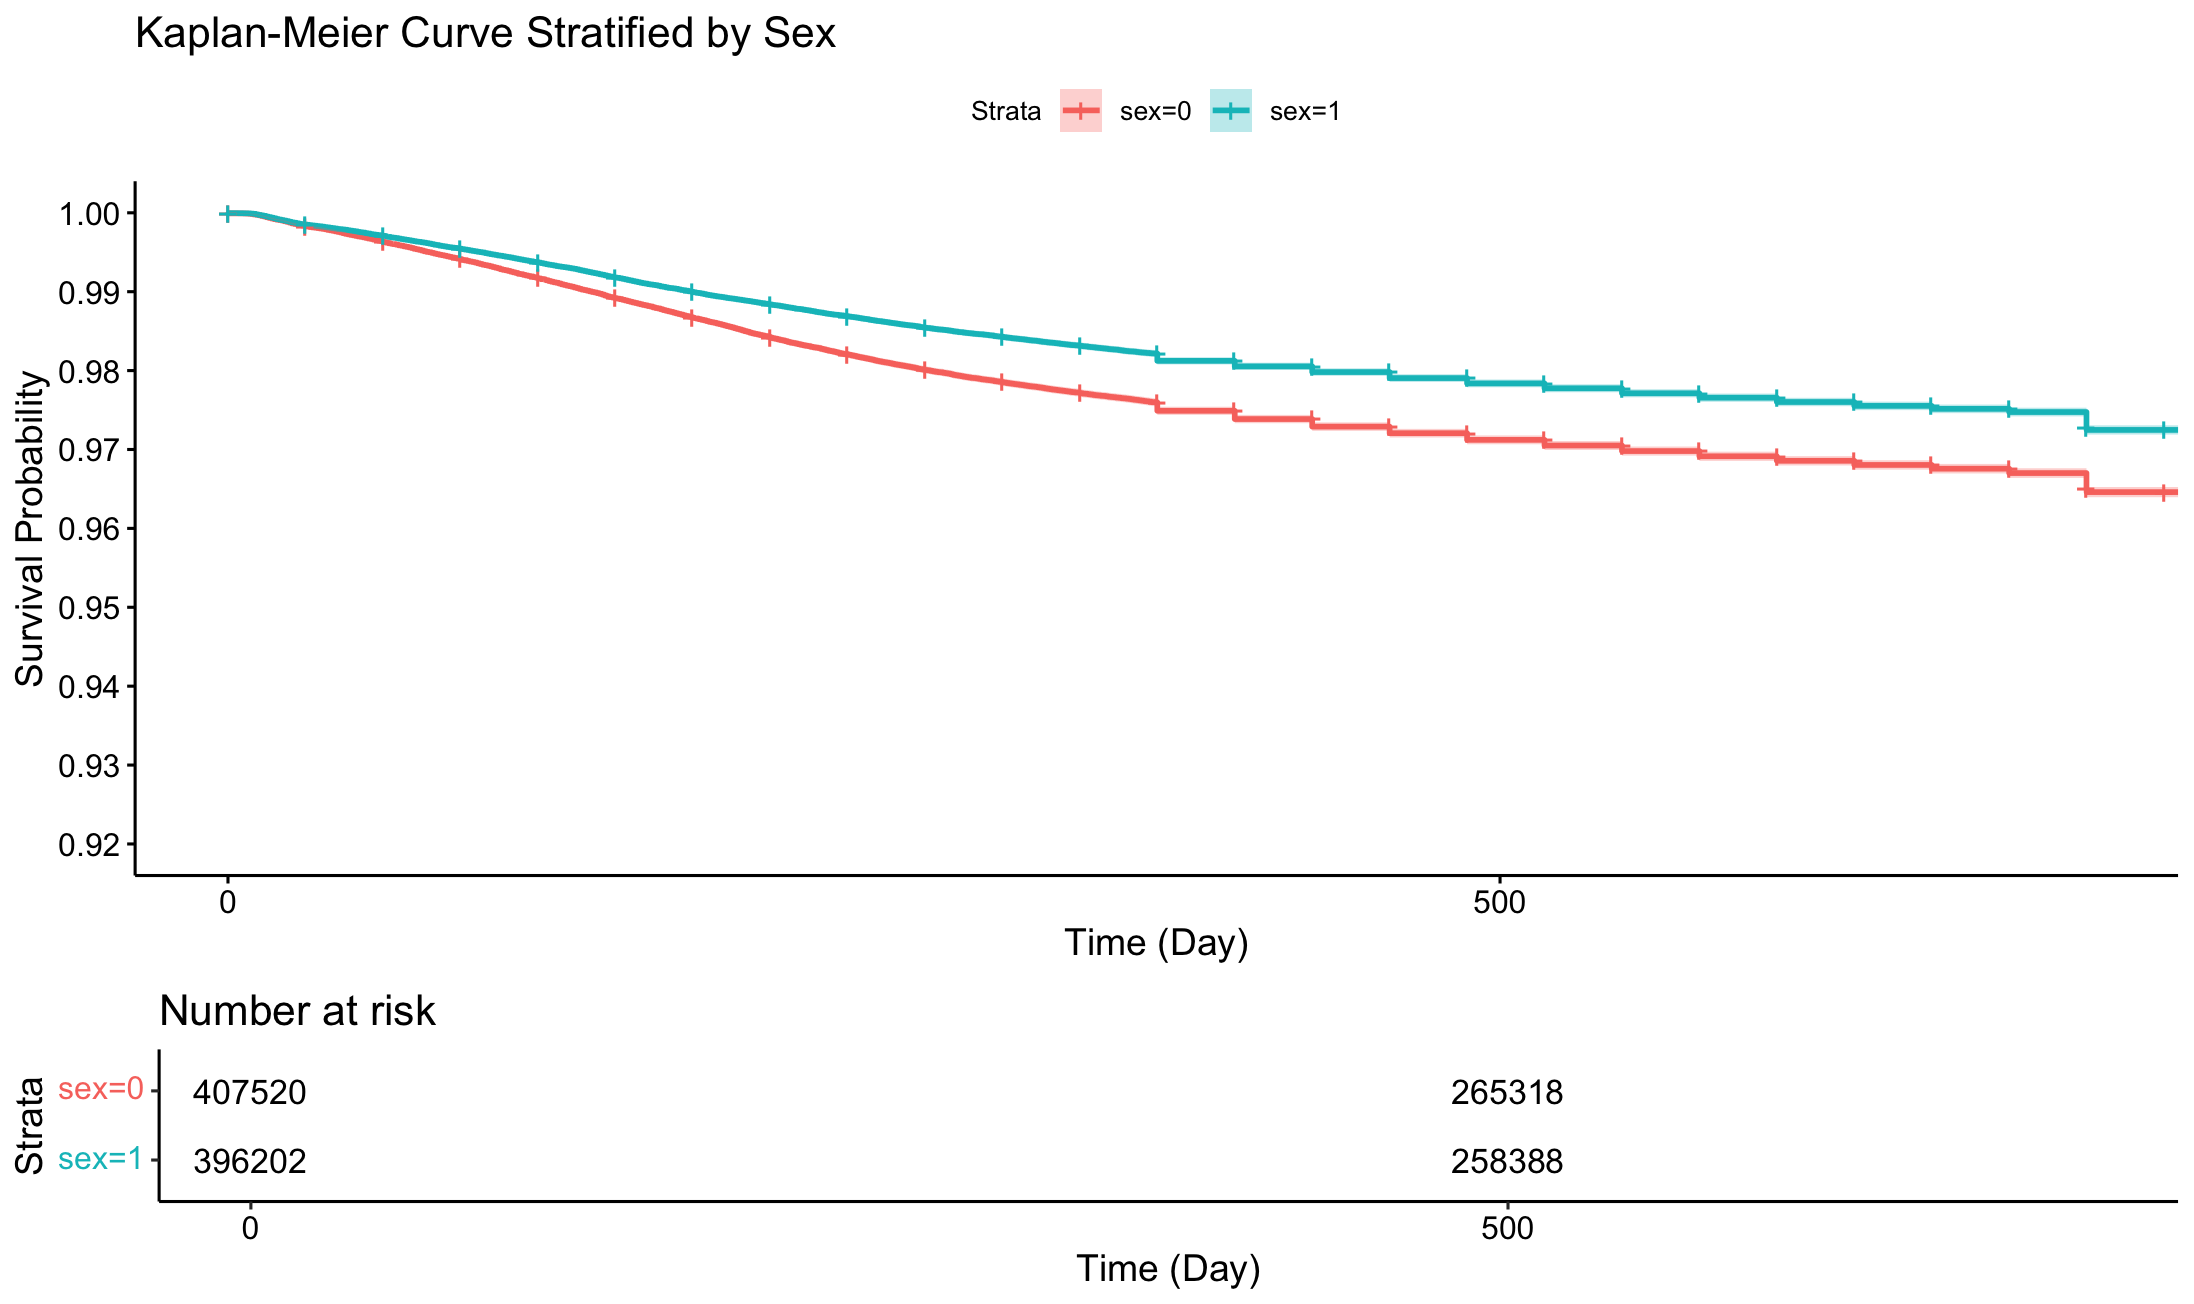 Kaplan-Meier Curve Stratified by Sex
Strata sex=0 sex=1
Survival Probability
1.00
0.99
0.98
0.97
0.96
0.95
0.94
0.93
0.92
0 500
Time (Day)
Number at risk
Strata
sex=0 407520 265318
sex=1 396202 258388
0 500
Time (Day)